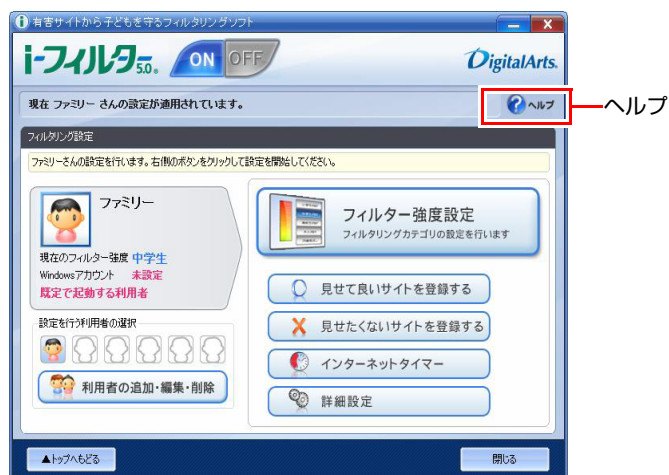 有害サイトから子どもを守るフィルタリングソフト
i-フィルター5.0.
ON OFF
DigitalArts.
現在 ファミリー さんの設定が適用されています。
ヘルプ
ヘルプ
フィルタリング設定
ファミリーさんの設定を行います。右側のボタンをクリックして設定を開始してください。
ファミリー
現在のフィルター強度 中学生
Windowsアカウント 未設定
既定で起動する利用者
設定を行う利用者の選択
利用者の追加・編集・削除
フィルター強度設定
フィルタリングカテゴリの設定を行います
見せて良いサイトを登録する
見せたくないサイトを登録する
インターネットタイマー
詳細設定
▲トップへもどる
閉じる